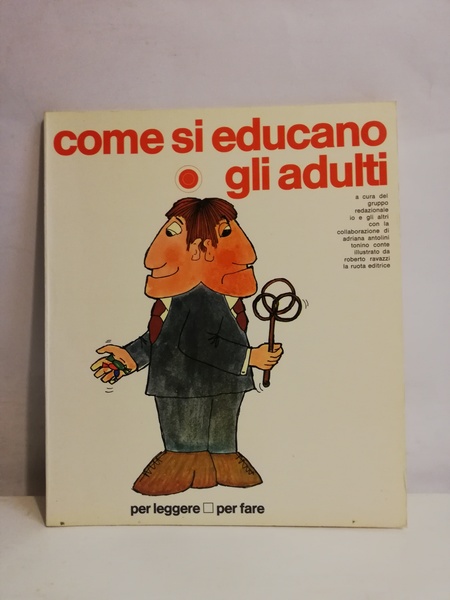 come si educano
gli adulti
a cura del
gruppo
redazionale
io e gli altri
con la
collaborazione di
adriana antolini
tonino conte
illustrato da
roberto ravazzi
la ruota editrice
per leggere □ per fare